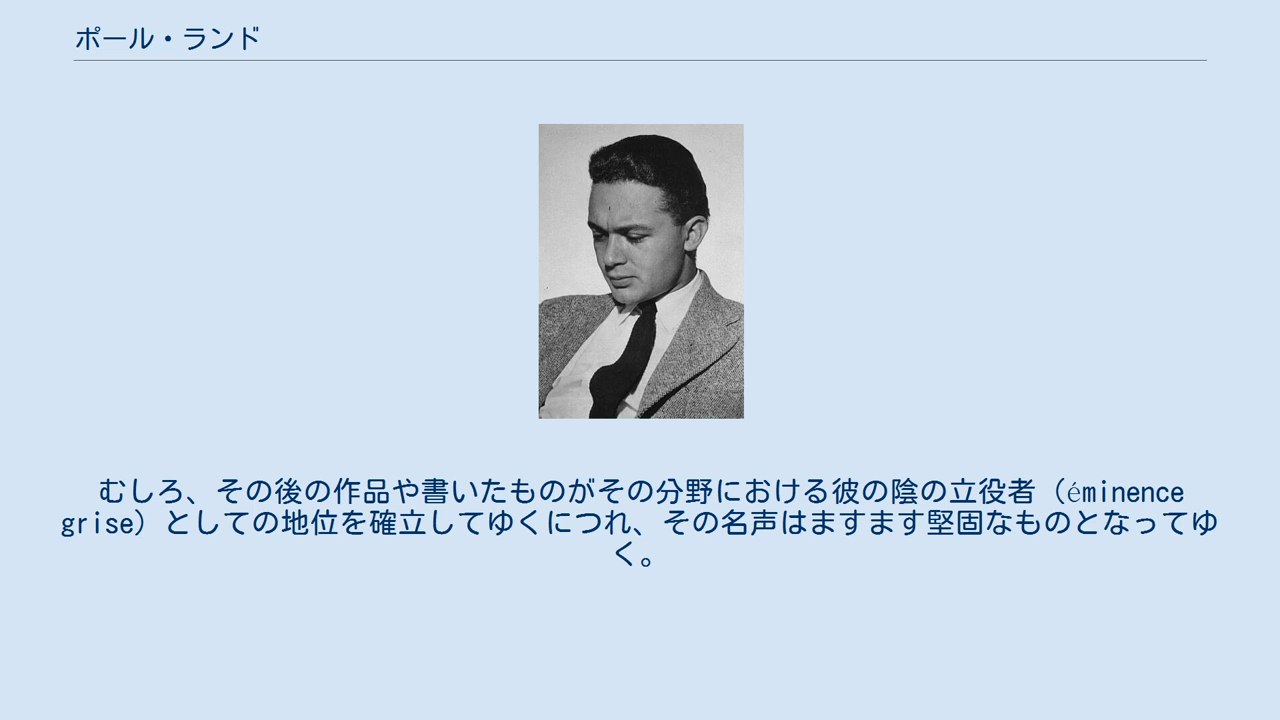 ポール・ランド
むしろ、その後の作品や書いたものがその分野における彼の陰の立役者（éminence
grise）としての地位を確立してゆくにつれ、その名声はますます堅固なものとなってゆ
く。